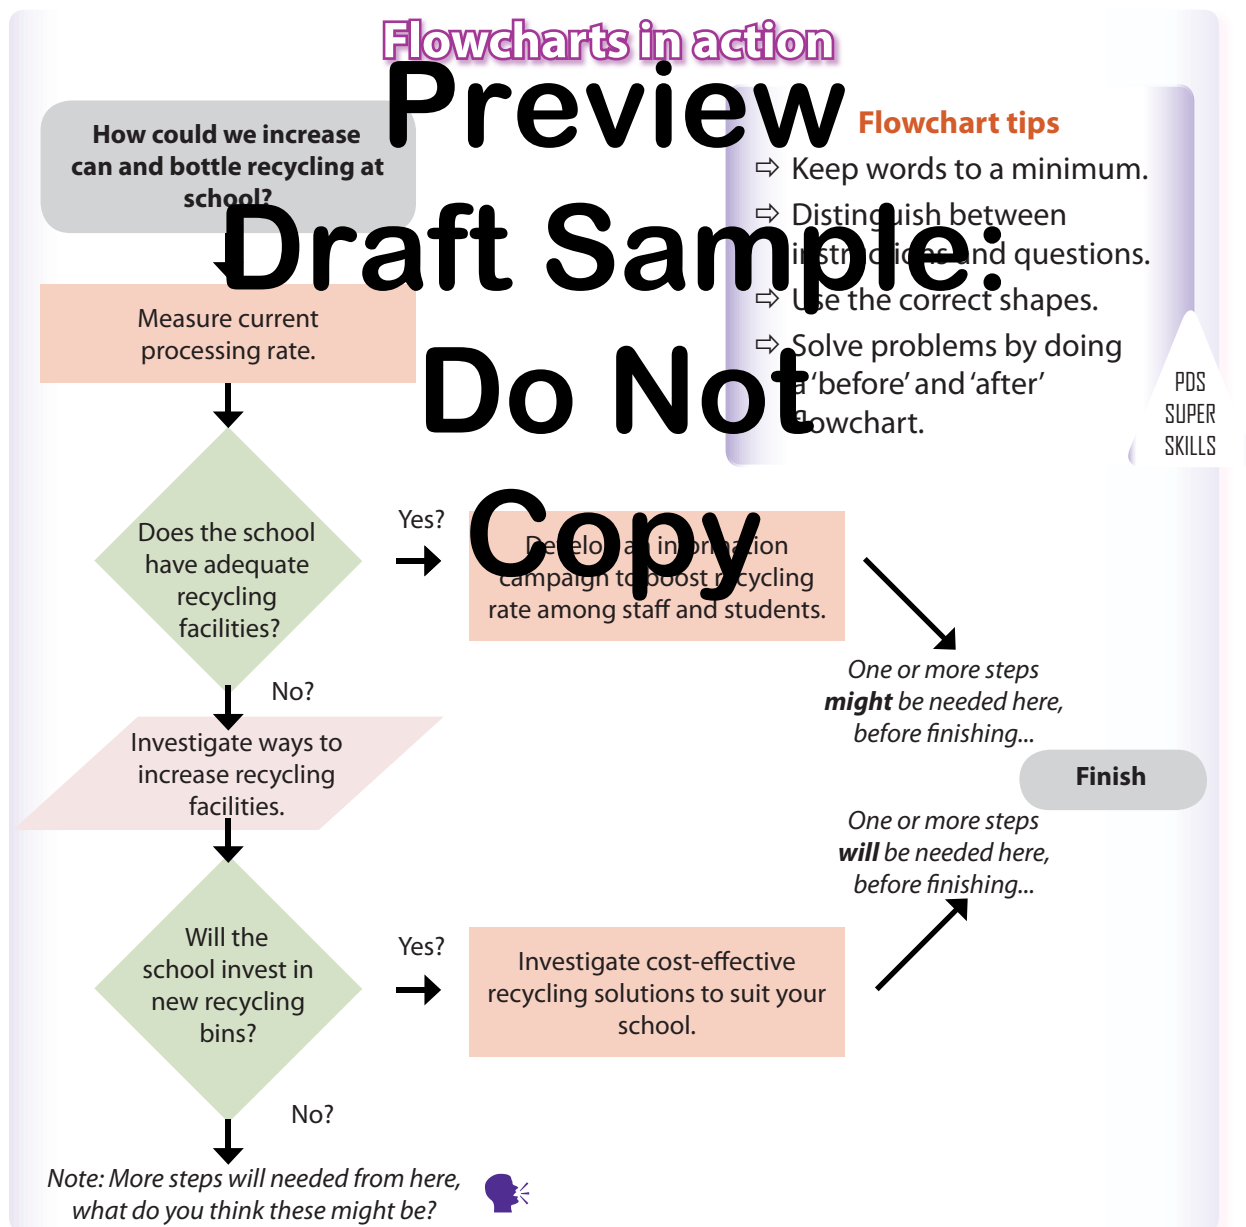 Flowcharts in action
Preview
Draft Sample:
Do Not
Copy
How could we increase
can and bottle recycling at
school?
Flowchart tips
⇨ Keep words to a minimum.
⇨ Distinguish between
instructions and questions.
⇨ Use the correct shapes.
⇨ Solve problems by doing
a ‘before’ and ‘after’
flowchart.
PDS
SUPER
SKILLS
Measure current
processing rate.
Does the school
have adequate
recycling
facilities?
Yes?
Develop an information
campaign to boost recycling
rate among staff and students.
One or more steps
might be needed here,
before finishing...
No?
Investigate ways to
increase recycling
facilities.
Finish
One or more steps
will be needed here,
before finishing...
Will the
school invest in
new recycling
bins?
Yes?
Investigate cost-effective
recycling solutions to suit your
school.
No?
Note: More steps will needed from here,
what do you think these might be?